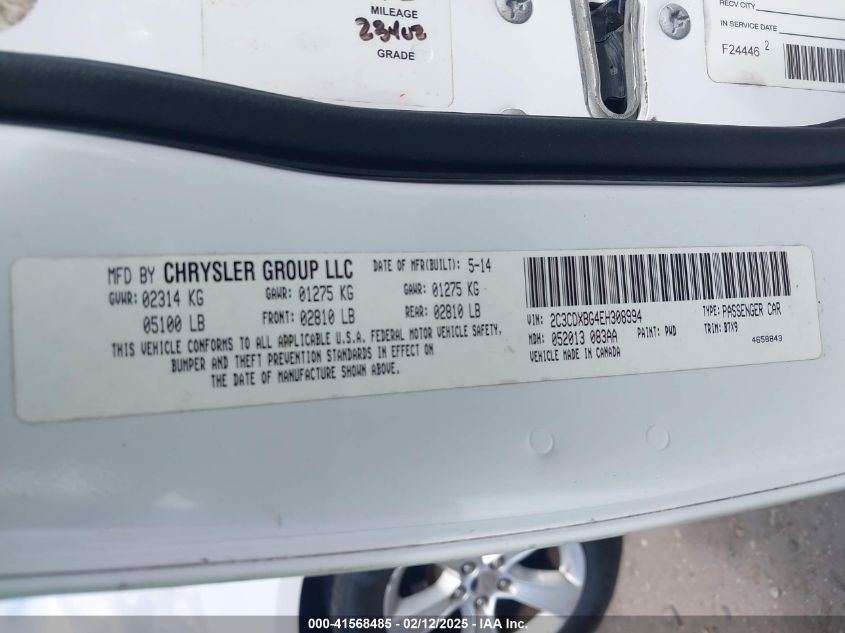 MILEAGE
GRADE
RECV CITY
IN SERVICE DATE
F24446 2
MFD BY CHRYSLER GROUP LLC DATE OF MFR(BUILT): 5-14
GVWR: 02314 KG GAWR: 01275 KG GAWR: 01275 KG
05100 LB FRONT: 02810 LB REAR: 02810 LB
THIS VEHICLE CONFORMS TO ALL APPLICABLE U.S.A. FEDERAL MOTOR VEHICLE SAFETY,
BUMPER AND THEFT PREVENTION STANDARDS IN EFFECT ON
THE DATE OF MANUFACTURE SHOWN ABOVE.
VIN: 2C3CDXBG4EH308994 TYPE: PASSENGER CAR
MDH: 052013 083AA PAINT: PW0 TRIM: B7X9
VEHICLE MADE IN CANADA 4658843
000-41568485 - 02/12/2025 - IAA Inc.